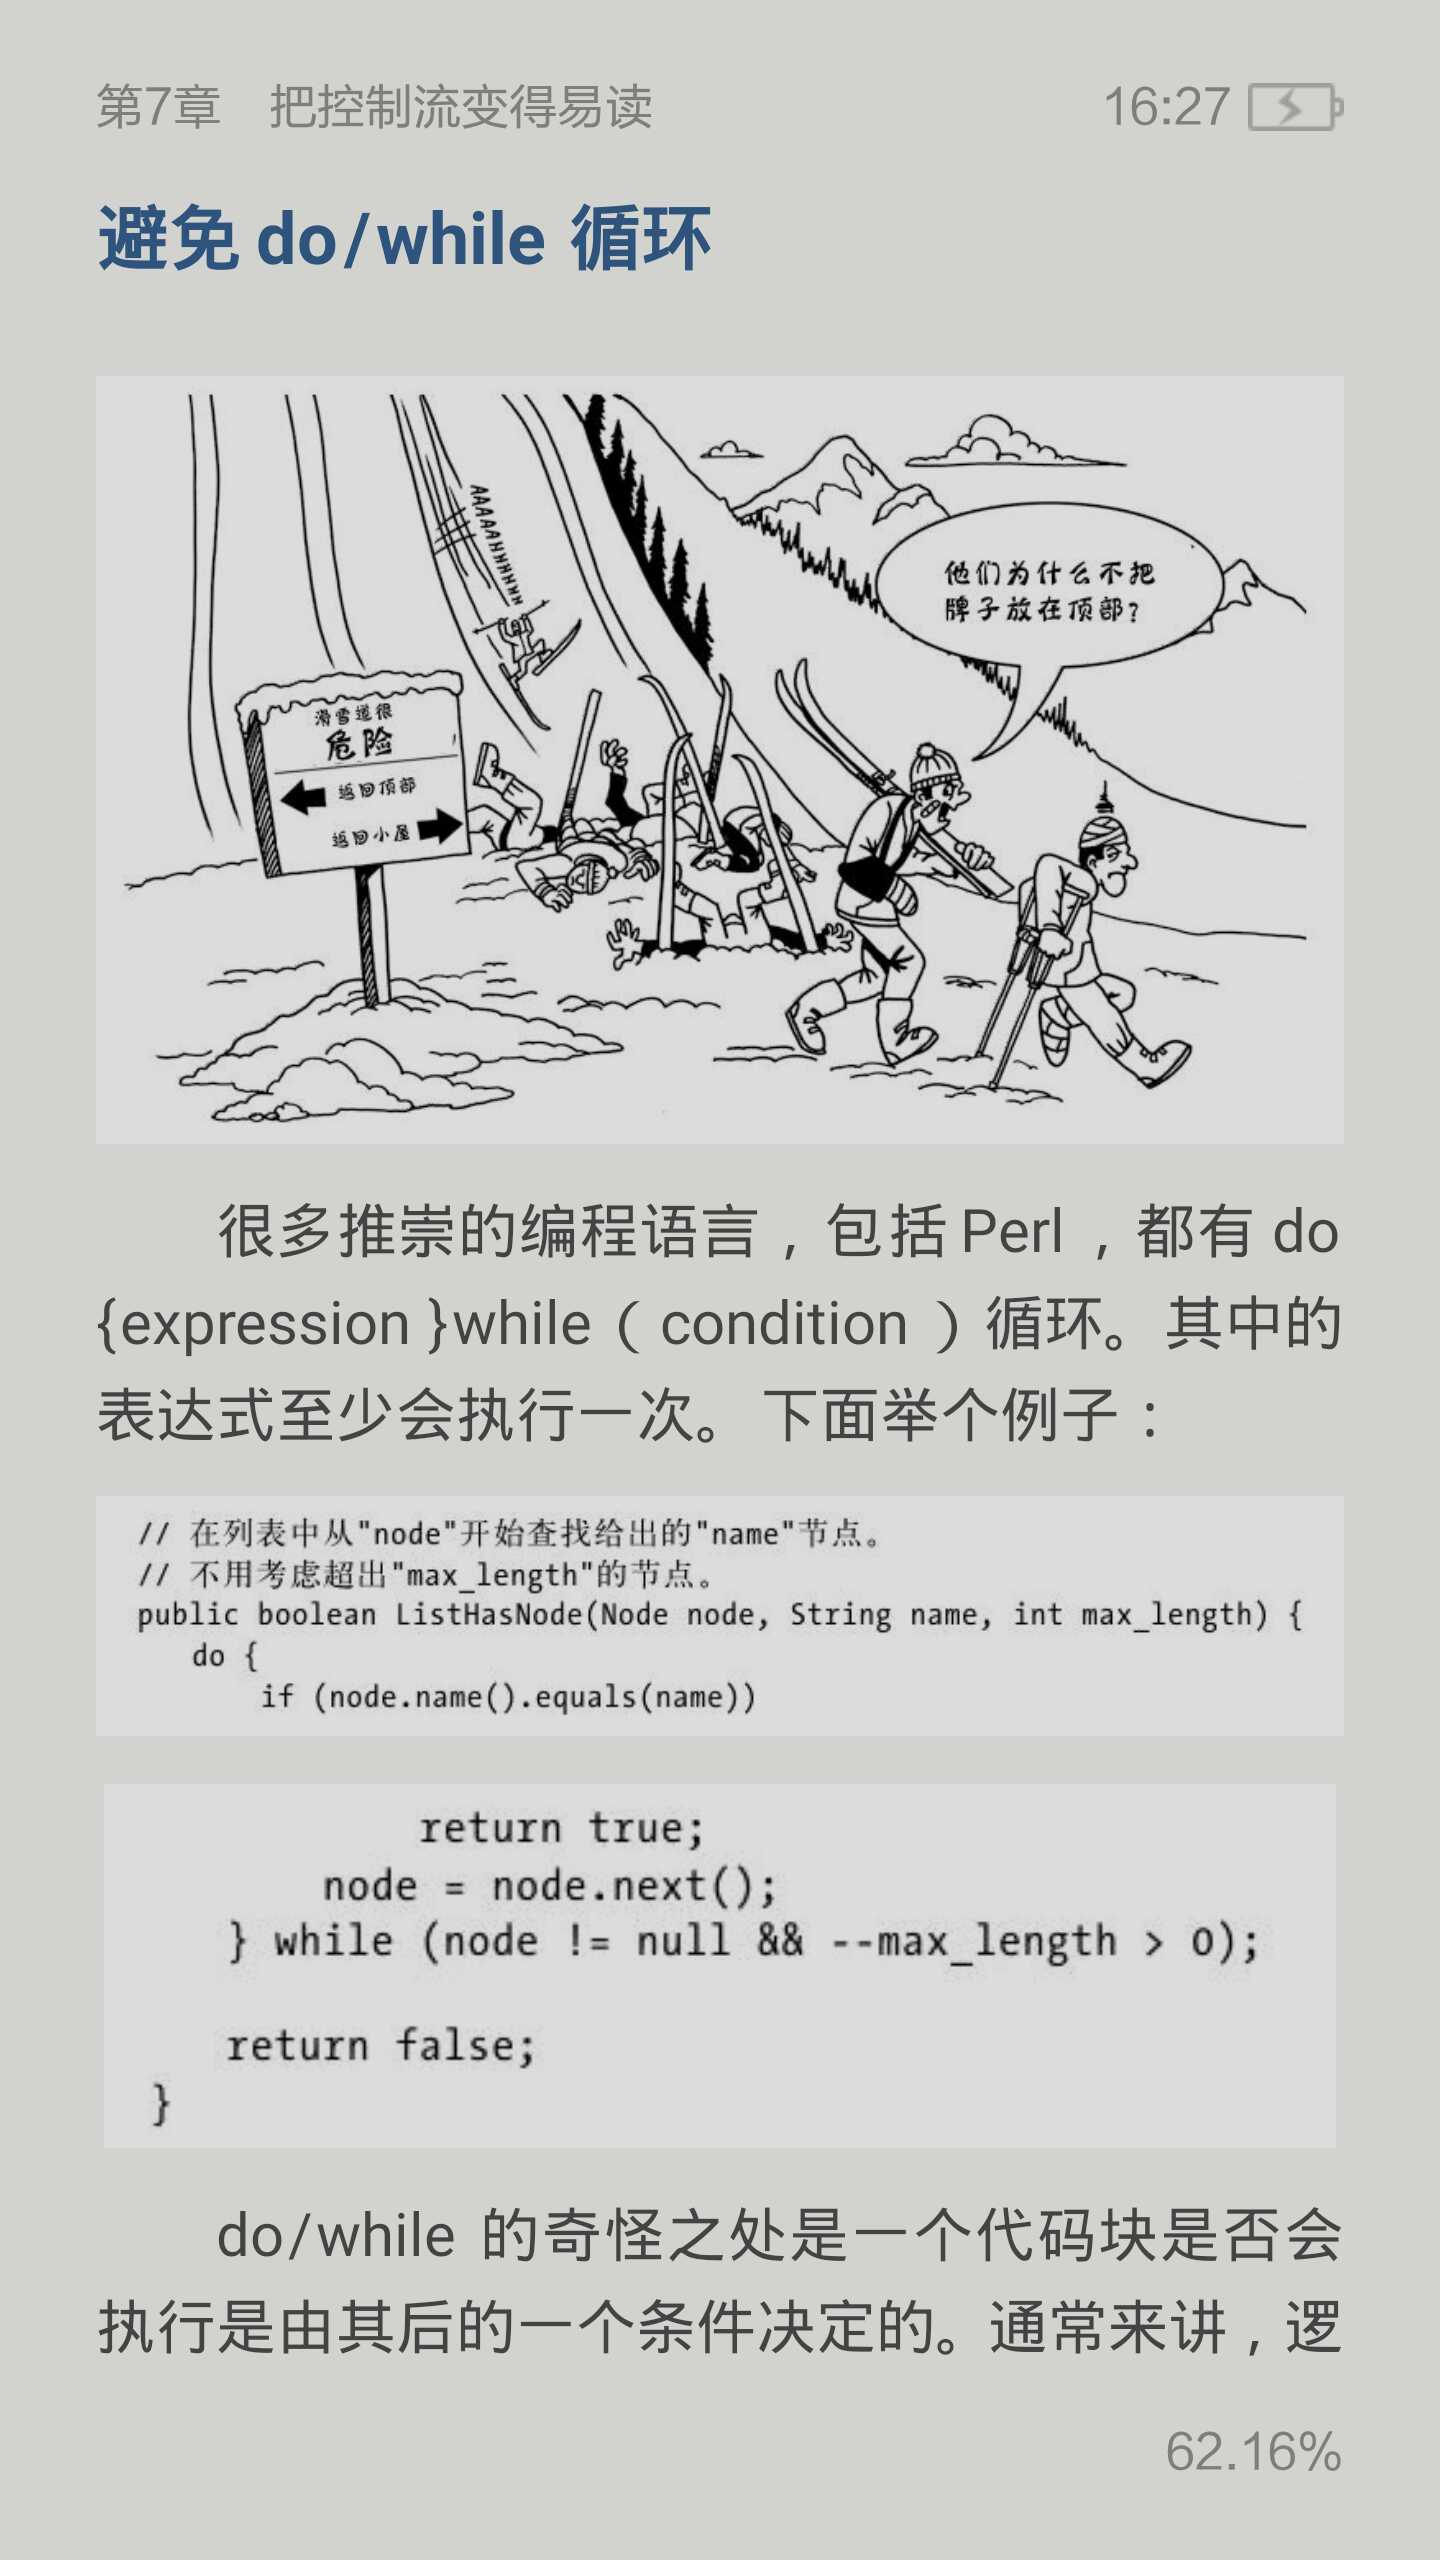 第7章　把控制流变得易读
16:27
避免 do/while 循环
AAAAAHHHHHH
他们为什么不把
牌子放在顶部?
滑雪道很
危险
返回顶部
返回小屋
很多推崇的编程语言，包括 Perl，都有 do
{expression }while（condition ）循环。其中的
表达式至少会执行一次。下面举个例子：
// 在列表中从"node"开始查找给出的"name"节点。
// 不用考虑超出"max_length"的节点。
public boolean ListHasNode(Node node, String name, int max_length) {
do {
if (node.name().equals(name))
return true;
node = node.next();
} while (node != null && --max_length > 0);
return false;
}
do/while 的奇怪之处是一个代码块是否会
执行是由其后的一个条件决定的。通常来讲，逻
62.16%